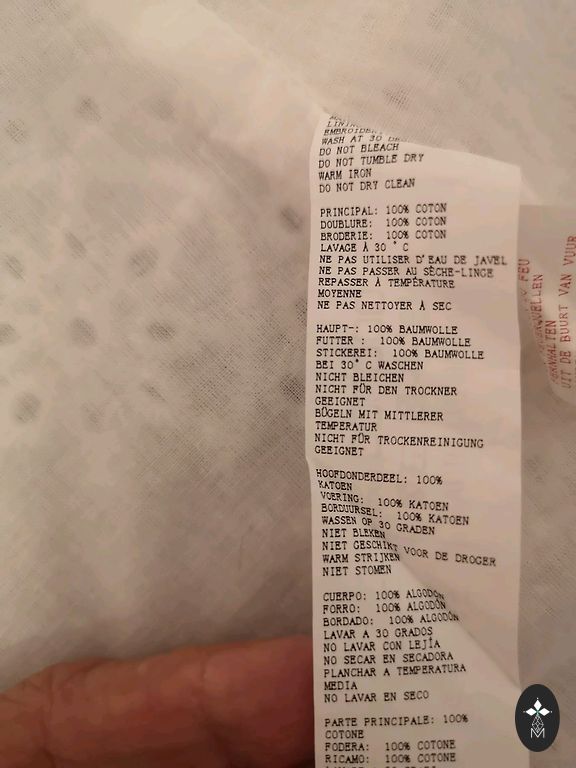 EMBROIDERY
WASH AT 30
DO NOT BLEACH
DO NOT TUMBLE DRY
WARM IRON
DO NOT DRY CLEAN
PRINCIPAL: 100% COTON
DOUBLURE: 100% COTON
BRODERIE: 100% COTON
LAVAGE À 30 ° C
NE PAS UTILISER D'EAU DE JAVEL
NE PAS PASSER AU SÈCHE-LINGE
REPASSER À TEMPÉRATURE
MOYENNE
NE PAS NETTOYER À SEC
HAUPT-: 100% BAUMWOLLE
FUTTER : 100% BAUMWOLLE
STICKEREI: 100% BAUMWOLLE
BEI 30° C WASCHEN
NICHT BLEICHEN
NICHT FÜR DEN TROCKNER
GEEIGNET
BÜGELN MIT MITTLERER
TEMPERATUR
NICHT FÜR TROCKENREINIGUNG
GEEIGNET
HOOFDONDERDEEL: 100%
KATOEN
VOERING: 100% KATOEN
BORDUURSEL: 100% KATOEN
WASSEN OP 30 GRADEN
NIET BLEKEN
NIET GESCHIKT VOOR DE DROGER
WARM STRIJKEN
NIET STOMEN
CUERPO: 100% ALGODÓN
FORRO: 100% ALGODÓN
BORDADO: 100% ALGODÓN
LAVAR A 30 GRADOS
NO LAVAR CON LEJÍA
NO SECAR EN SECADORA
PLANCHAR A TEMPERATURA
MEDIA
NO LAVAR EN SECO
PARTE PRINCIPALE: 100%
COTONE
FODERA: 100% COTONE
RICAMO: 100% COTONE
FEU
FERNHALTEN
UIT DE BUURT VAN VUUR
M